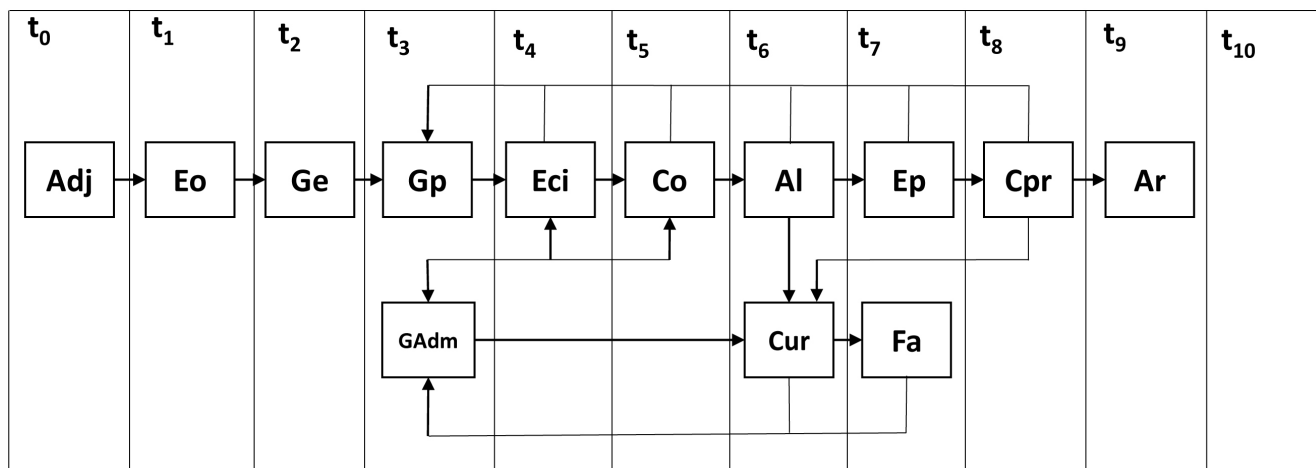 t0 t1 t2 t3 t4 t5 t6 t7 t8 t9 t10
Adj Eo Ge Gp Eci Co Al Ep Cpr Ar
GAdm Cur Fa